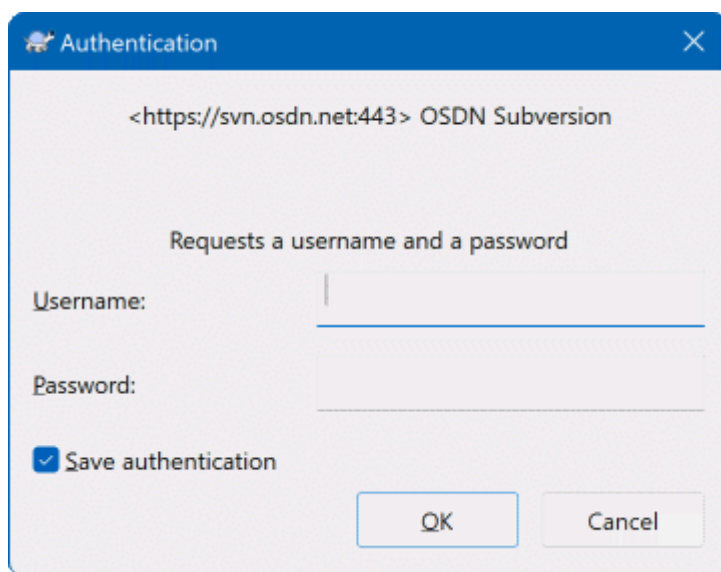 Authentication
<https://svn.osdn.net:443> OSDN Subversion
Requests a username and a password
Username:
Password:
Save authentication
OK Cancel